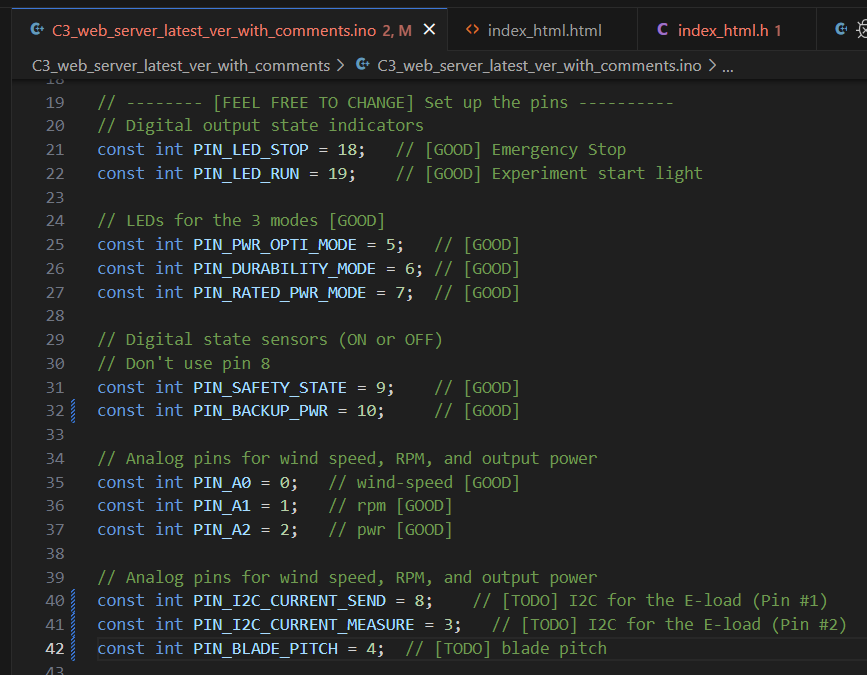 C3_web_server_latest_ver_with_comments.ino 2, M
index_html.html
C index_html.h 1
C3_web_server_latest_ver_with_comments > C3_web_server_latest_ver_with_comments.ino > ...
18
19 // -------- [FEEL FREE TO CHANGE] Set up the pins ----------
20 // Digital output state indicators
21 const int PIN_LED_STOP = 18;   // [GOOD] Emergency Stop
22 const int PIN_LED_RUN = 19;    // [GOOD] Experiment start light
23
24 // LEDs for the 3 modes [GOOD]
25 const int PIN_PWR_OPTI_MODE = 5;   // [GOOD]
26 const int PIN_DURABILITY_MODE = 6; // [GOOD]
27 const int PIN_RATED_PWR_MODE = 7;  // [GOOD]
28
29 // Digital state sensors (ON or OFF)
30 // Don't use pin 8
31 const int PIN_SAFETY_STATE = 9;    // [GOOD]
32 const int PIN_BACKUP_PWR = 10;     // [GOOD]
33
34 // Analog pins for wind speed, RPM, and output power
35 const int PIN_A0 = 0;   // wind-speed [GOOD]
36 const int PIN_A1 = 1;   // rpm [GOOD]
37 const int PIN_A2 = 2;   // pwr [GOOD]
38
39 // Analog pins for wind speed, RPM, and output power
40 const int PIN_I2C_CURRENT_SEND = 8;    // [TODO] I2C for the E-load (Pin #1)
41 const int PIN_I2C_CURRENT_MEASURE = 3;   // [TODO] I2C for the E-load (Pin #2)
42 const int PIN_BLADE_PITCH = 4;  // [TODO] blade pitch
43